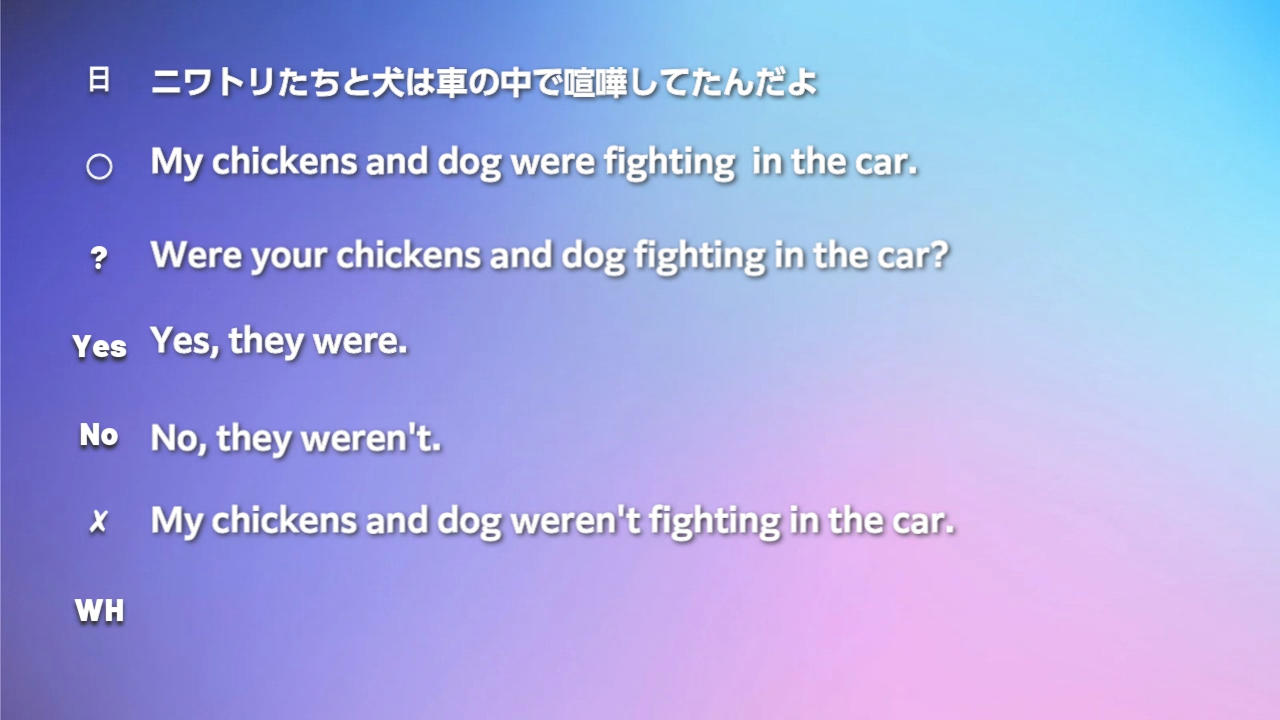 日 ニワトリたちと犬は車の中で喧嘩してたんだよ
○ My chickens and dog were fighting  in the car.
? Were your chickens and dog fighting in the car?
Yes Yes, they were.
No No, they weren't.
✗ My chickens and dog weren't fighting in the car.
WH